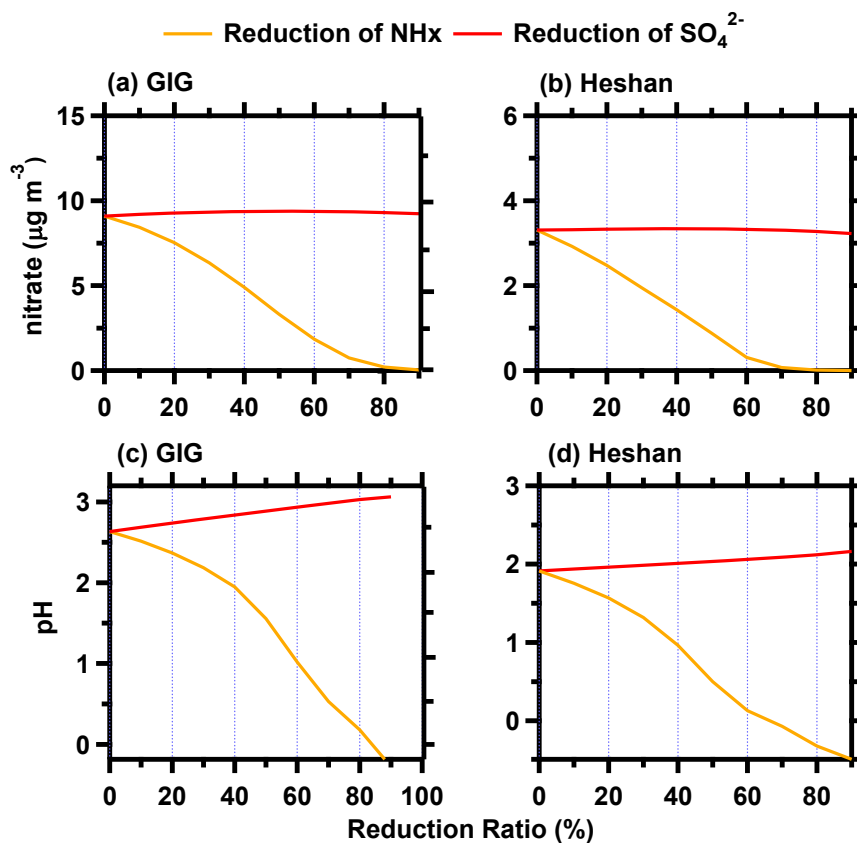 Reduction of NHx Reduction of SO₄²⁻
(a) GIG (b) Heshan
nitrate (μg m⁻³)
15
10
5
0
0 20 40 60 80
6
4
2
0
0 20 40 60 80
(c) GIG (d) Heshan
pH
3
2
1
0
0 20 40 60 80 100
3
2
1
0
0 20 40 60 80
Reduction Ratio (%)